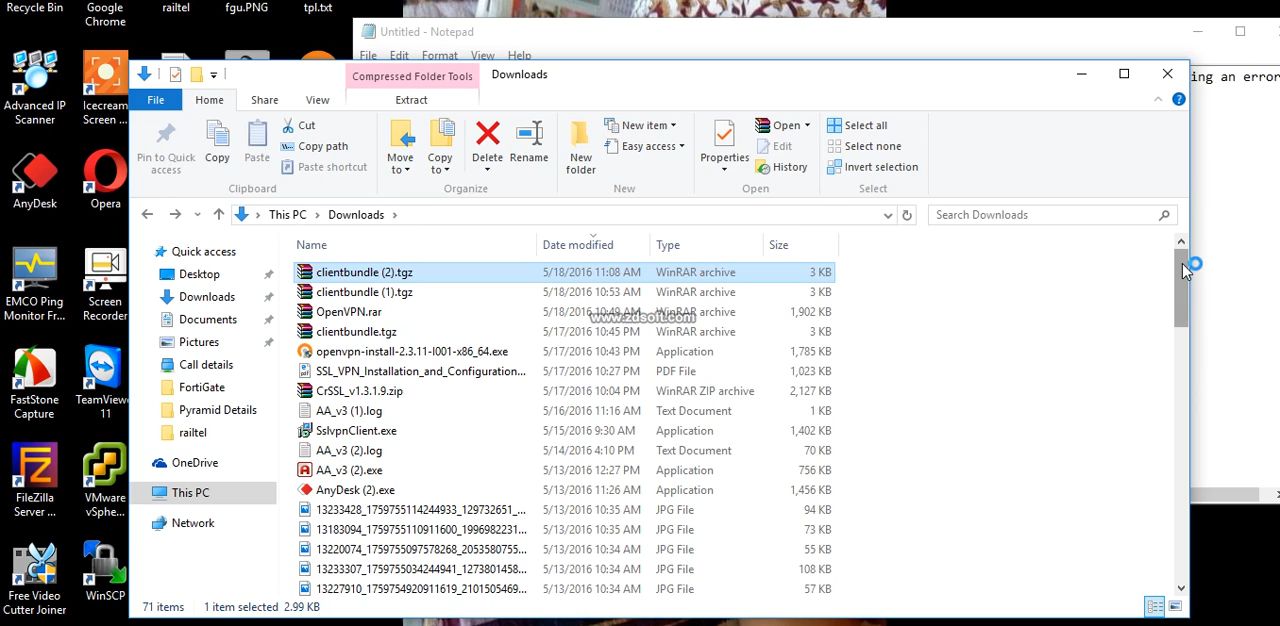 Recycle Bin
Google
Chrome
railtel
fgu.PNG
tpl.txt
Advanced IP
Scanner
Icecream
Screen ...
AnyDesk
Opera
EMCO Ping
Monitor Fr...
Screen
Recorder
FastStone
Capture
TeamViewer
11
FileZilla
Server ...
VMware
vSphe...
Free Video
Cutter Joiner
WinSCP
Untitled - Notepad
File Edit Format View Help
ing an error
Compressed Folder Tools
Downloads
File Home Share View Extract
Pin to Quick
access
Copy
Paste
Cut
Copy path
Paste shortcut
Clipboard
Move
to
Copy
to
Delete
Rename
Organize
New
folder
New item
Easy access
New
Properties
Open
Edit
History
Open
Select all
Select none
Invert selection
Select
This PC > Downloads >
Search Downloads
Quick access
Desktop
Downloads
Documents
Pictures
Call details
FortiGate
Pyramid Details
railtel
OneDrive
This PC
Network
Name Date modified Type Size
clientbundle (2).tgz 5/18/2016 11:08 AM WinRAR archive 3 KB
clientbundle (1).tgz 5/18/2016 10:53 AM WinRAR archive 3 KB
OpenVPN.rar 5/18/2016 10:49 AM WinRAR archive 1,902 KB
www.zdsoft.com
clientbundle.tgz 5/17/2016 10:45 PM WinRAR archive 3 KB
openvpn-install-2.3.11-I001-x86_64.exe 5/17/2016 10:43 PM Application 1,785 KB
SSL_VPN_Installation_and_Configuration... 5/17/2016 10:27 PM PDF File 1,023 KB
CrSSL_v1.3.1.9.zip 5/17/2016 10:04 PM WinRAR ZIP archive 2,127 KB
AA_v3 (1).log 5/16/2016 11:16 AM Text Document 1 KB
SslvpnClient.exe 5/15/2016 9:30 AM Application 1,402 KB
AA_v3 (2).log 5/14/2016 4:10 PM Text Document 70 KB
AA_v3 (2).exe 5/13/2016 12:27 PM Application 756 KB
AnyDesk (2).exe 5/13/2016 11:26 AM Application 1,456 KB
13233428_1759755114244933_129732651_... 5/13/2016 10:35 AM JPG File 94 KB
13183094_1759755110911600_1996982231... 5/13/2016 10:35 AM JPG File 73 KB
13220074_1759755097578268_2053580755... 5/13/2016 10:34 AM JPG File 55 KB
13233307_1759755034244941_1273801458... 5/13/2016 10:34 AM JPG File 108 KB
13227910_1759754920911619_2101505469... 5/13/2016 10:34 AM JPG File 57 KB
71 items 1 item selected 2.99 KB